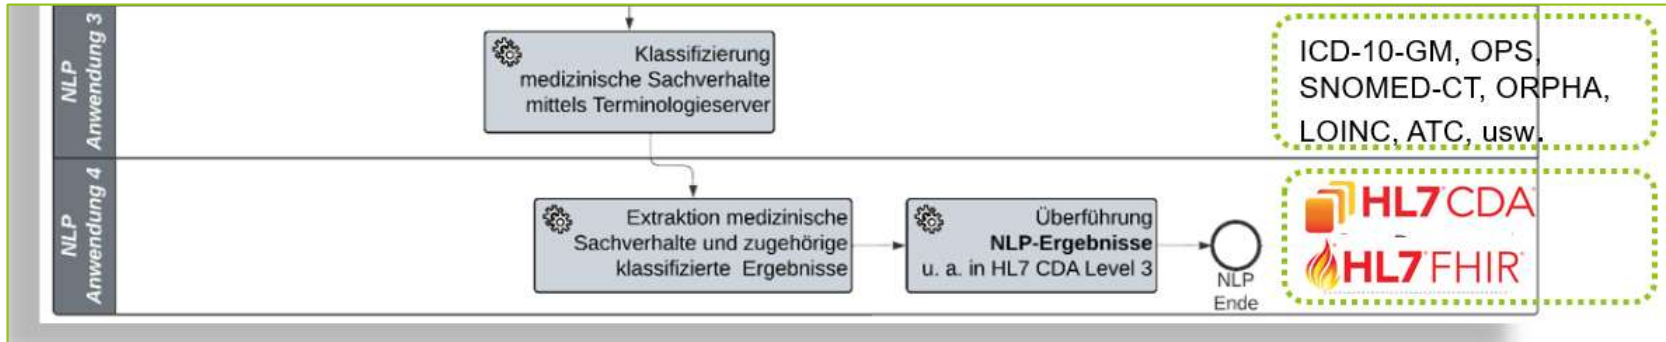 NLP
Anwendung 3
Klassifizierung
medizinische Sachverhalte
mittels Terminologieserver
ICD-10-GM, OPS,
SNOMED-CT, ORPHA,
LOINC, ATC, usw.
NLP
Anwendung 4
Extraktion medizinische
Sachverhalte und zugehörige
klassifizierte Ergebnisse
Überführung
NLP-Ergebnisse
u. a. in HL7 CDA Level 3
NLP
Ende
HL7 CDA
HL7 FHIR